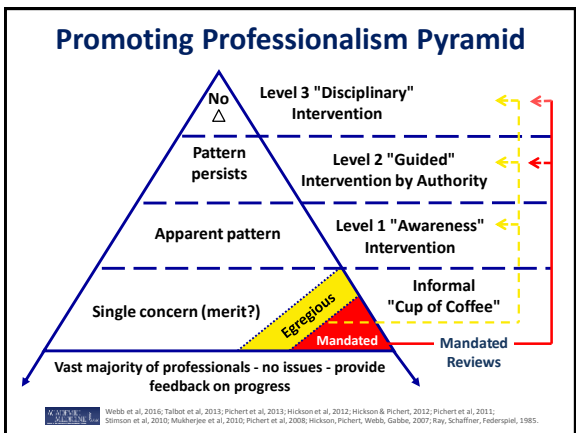 Promoting Professionalism Pyramid
No
△
Level 3 "Disciplinary"
Intervention
Pattern
persists
Level 2 "Guided"
Intervention by Authority
Apparent pattern
Level 1 "Awareness"
Intervention
Single concern (merit?)
Egregious
Mandated
Informal
"Cup of Coffee"
Mandated
Reviews
Vast majority of professionals - no issues - provide
feedback on progress
ACADEMIC
MEDICINE
Webb et al, 2016; Talbot et al, 2013; Pichert et al, 2013; Hickson et al, 2012; Hickson & Pichert, 2012; Pichert et al, 2011;
Stimson et al, 2010; Mukherjee et al, 2010; Pichert et al, 2008; Hickson, Pichert, Webb, Gabbe, 2007; Ray, Schaffner, Federspiel, 1985.